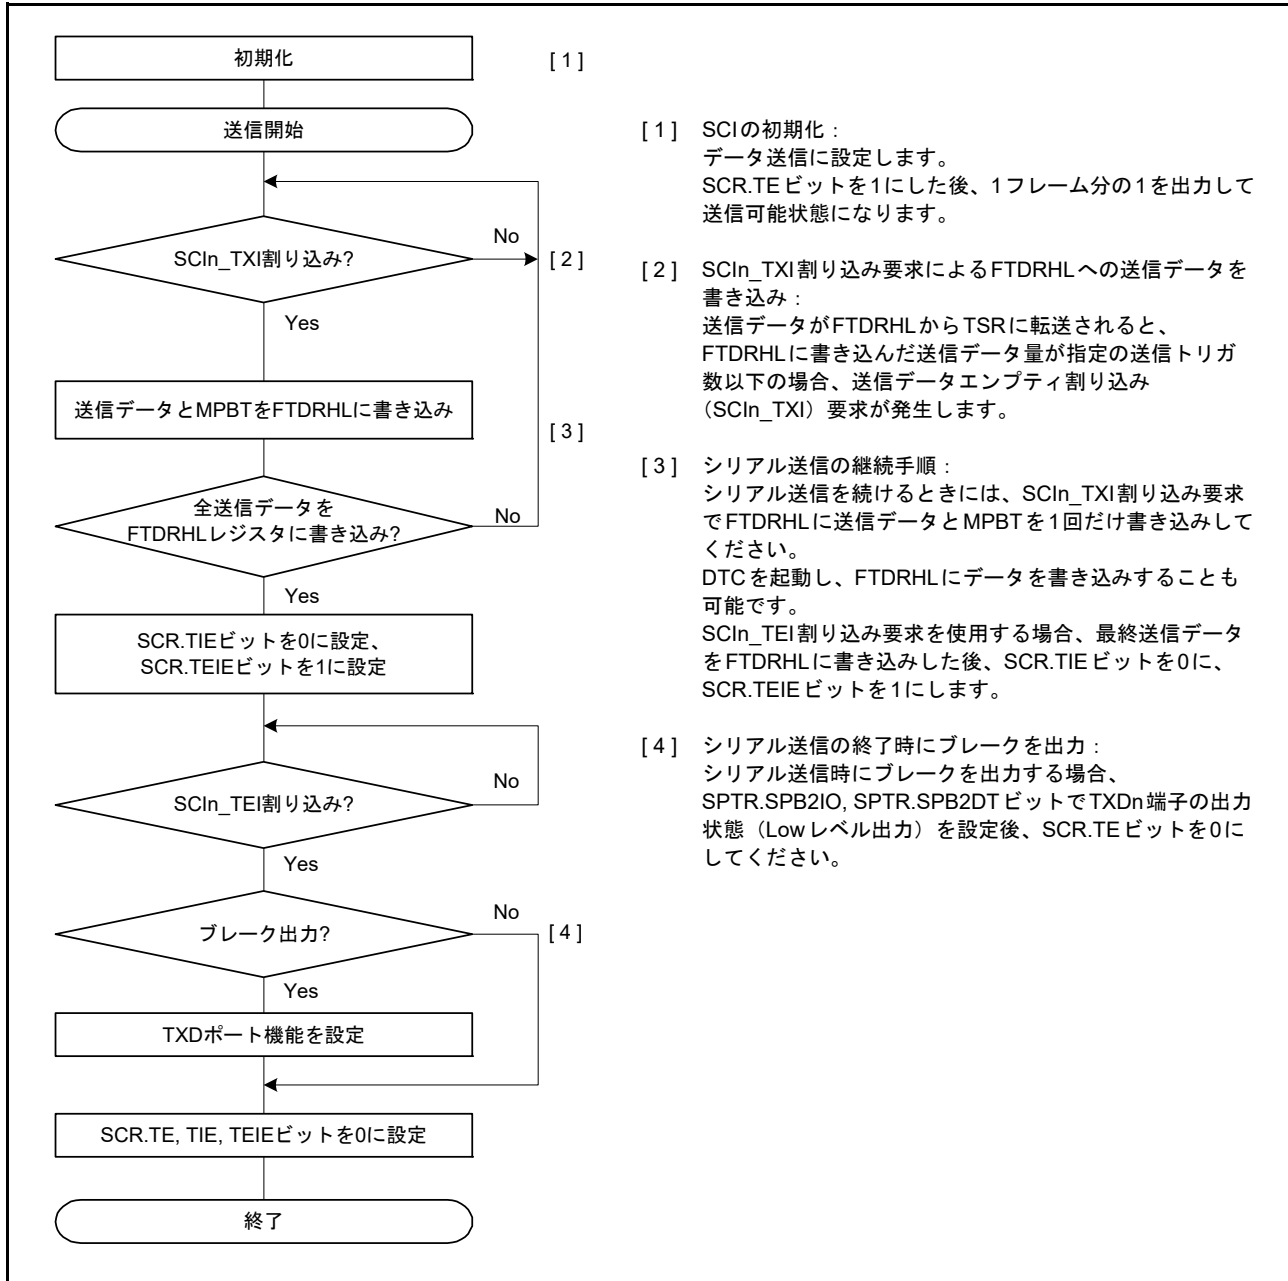 初期化
[ 1 ]
送信開始
SCIn_TXI割り込み?
No
[ 2 ]
Yes
送信データとMPBTをFTDRHLに書き込み
[ 3 ]
全送信データを
FTDRHLレジスタに書き込み?
No
Yes
SCR.TIEビットを0に設定、
SCR.TEIEビットを1に設定
SCIn_TEI割り込み?
No
Yes
ブレーク出力?
No
[ 4 ]
Yes
TXDポート機能を設定
SCR.TE, TIE, TEIEビットを0に設定
終了
[ 1 ] SCIの初期化：
データ送信に設定します。
SCR.TEビットを1にした後、1フレーム分の1を出力して
送信可能状態になります。
[ 2 ] SCIn_TXI割り込み要求によるFTDRHLへの送信データを
書き込み：
送信データがFTDRHLからTSRに転送されると、
FTDRHLに書き込んだ送信データ量が指定の送信トリガ
数以下の場合、送信データエンプティ割り込み
（SCIn_TXI）要求が発生します。
[ 3 ] シリアル送信の継続手順：
シリアル送信を続けるときには、SCIn_TXI割り込み要求
でFTDRHLに送信データとMPBTを1回だけ書き込みして
ください。
DTCを起動し、FTDRHLにデータを書き込みすることも
可能です。
SCIn_TEI割り込み要求を使用する場合、最終送信データ
をFTDRHLに書き込みした後、SCR.TIEビットを0に、
SCR.TEIEビットを1にします。
[ 4 ] シリアル送信の終了時にブレークを出力：
シリアル送信時にブレークを出力する場合、
SPTR.SPB2IO, SPTR.SPB2DTビットでTXDn端子の出力
状態（Lowレベル出力）を設定後、SCR.TEビットを0に
してください。